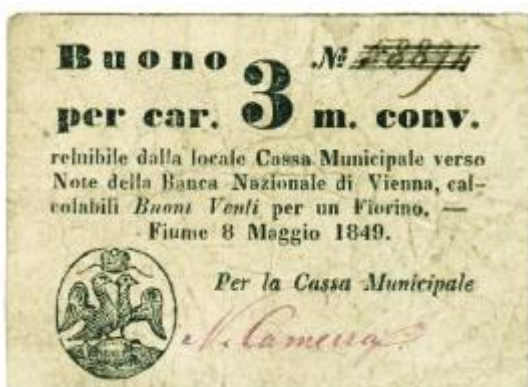 Buono 3 №
per car. m. conv.
reluibile dalla locale Cassa Municipale verso
Note della Banca Nazionale di Vienna, cal-
colabili Buoni Venti per un Fiorino. —
Fiume 8 Maggio 1849.
Per la Cassa Municipale